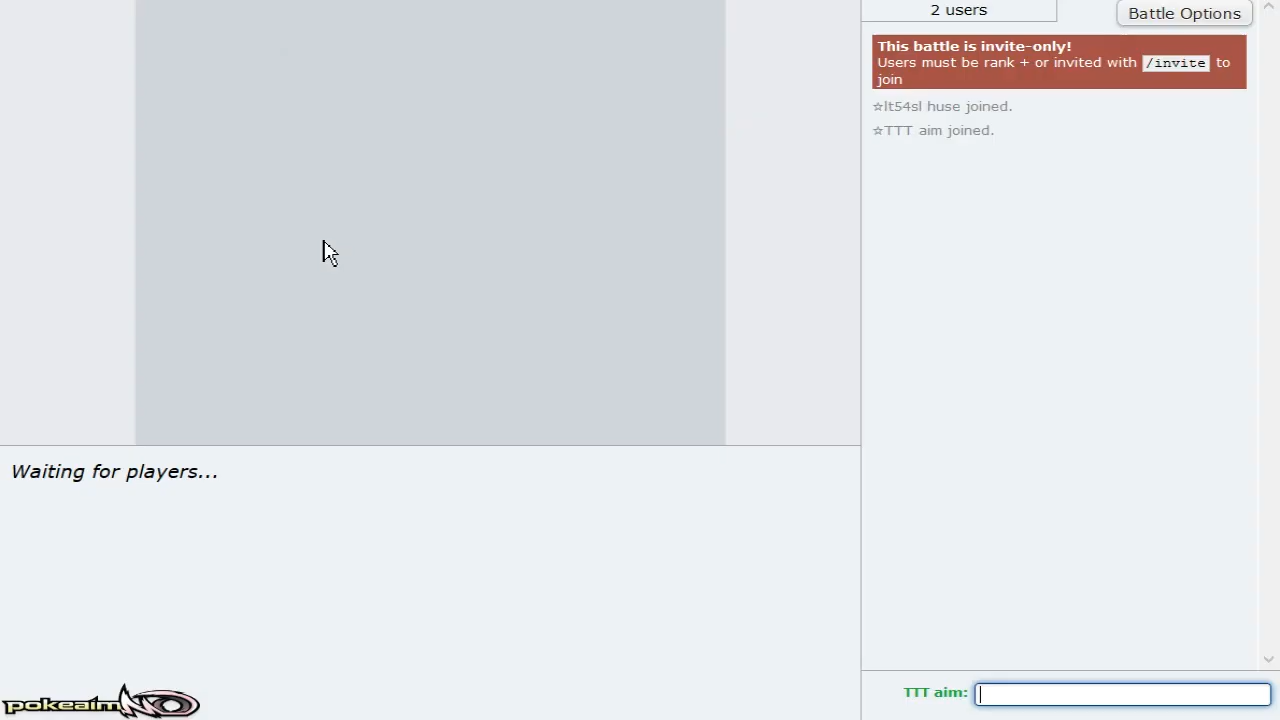 2 users
Battle Options
This battle is invite-only!
Users must be rank + or invited with /invite to
join
☆lt54sl huse joined.
☆TTT aim joined.
Waiting for players...
pokeaimMD
TTT aim: